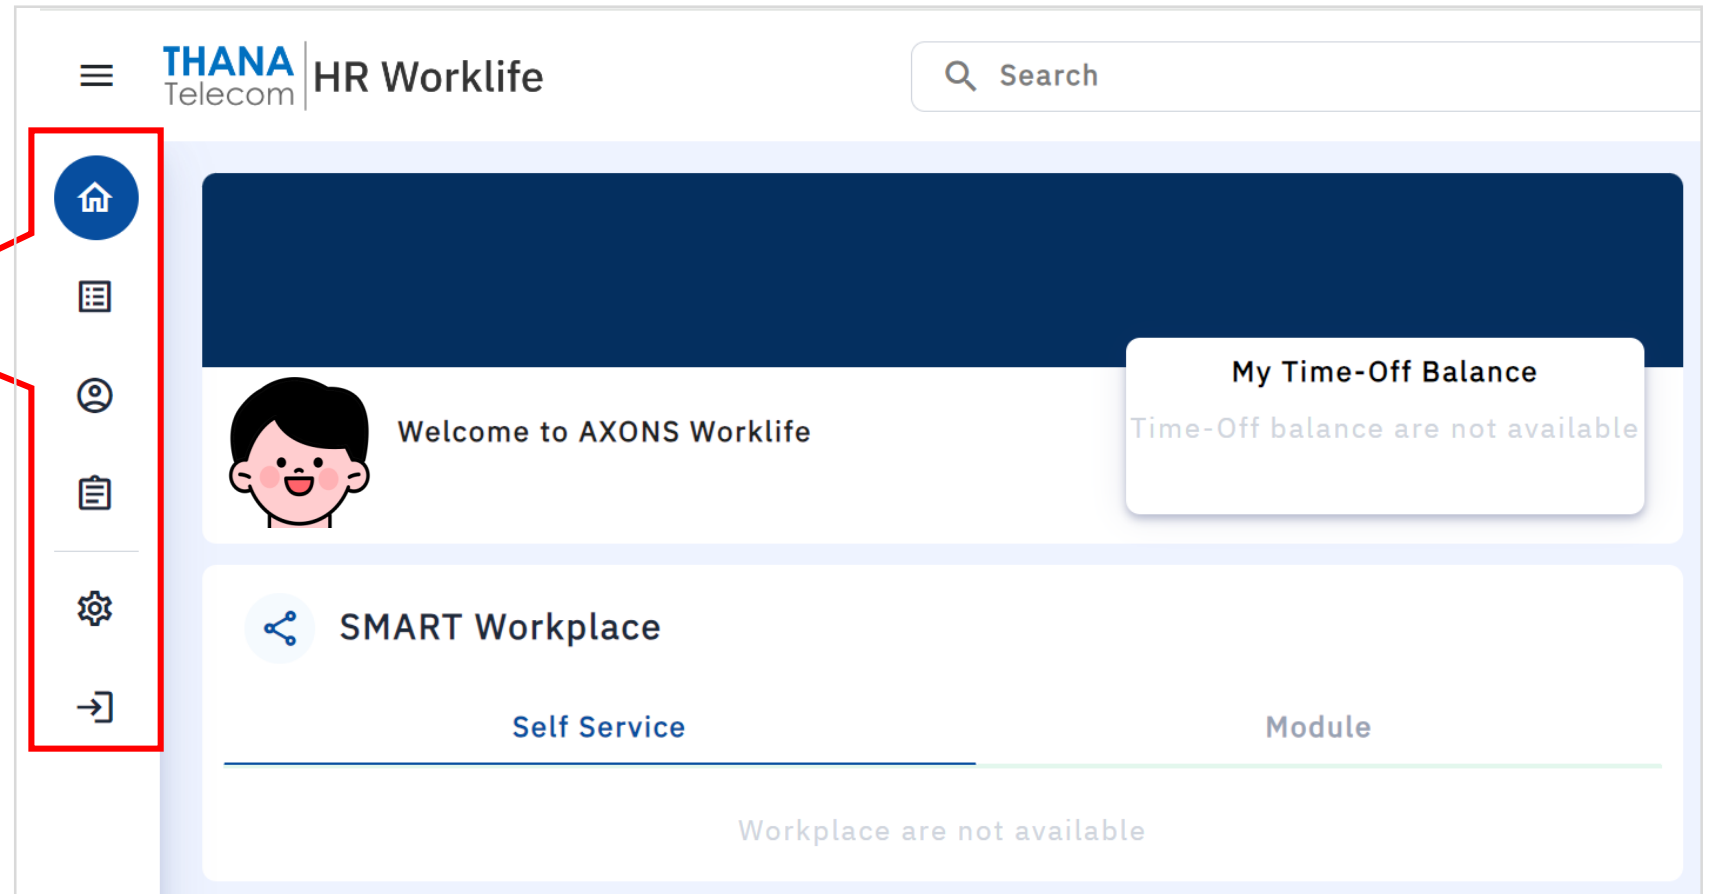 THANA
Telecom
HR Worklife
Search
My Time-Off Balance
Time-Off balance are not available
Welcome to AXONS Worklife
SMART Workplace
Self Service
Module
Workplace are not available